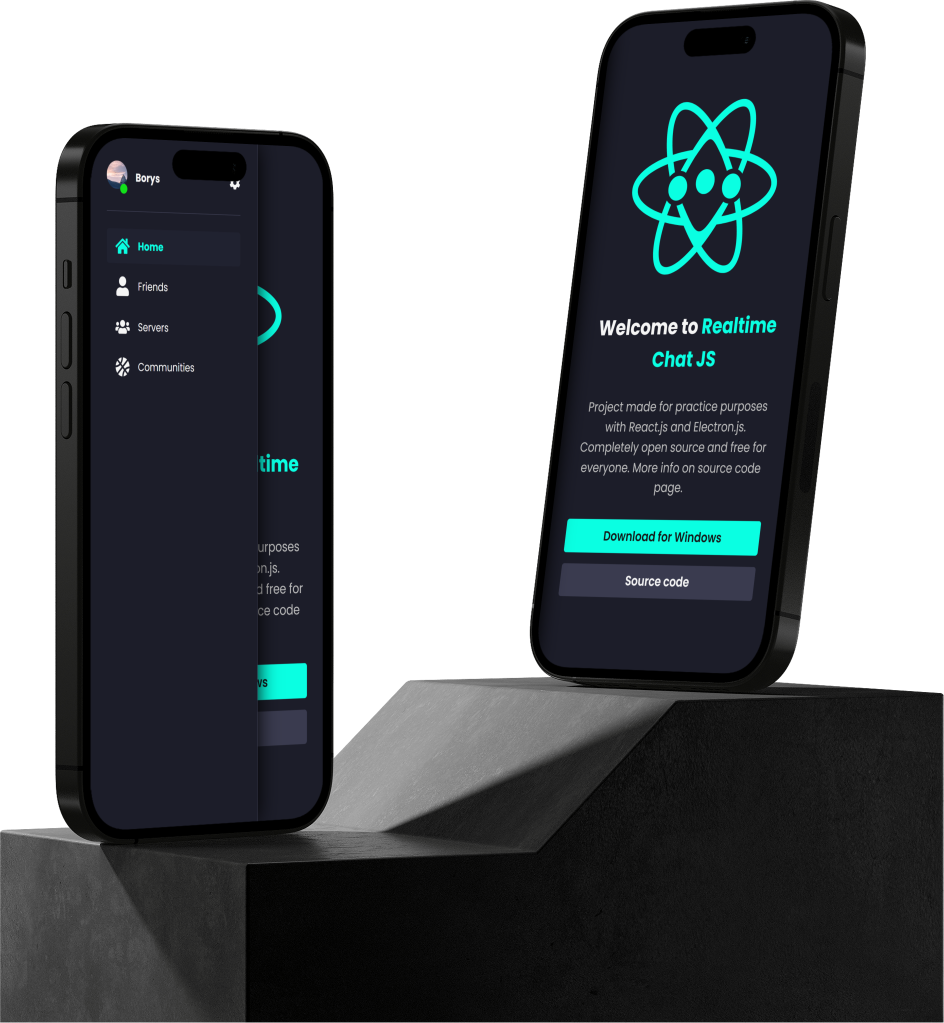 Borys
Home
Friends
Servers
Communities
time
urposes
on.js.
d free for
ce code
ws
Welcome to Realtime
Chat JS
Project made for practice purposes
with React.js and Electron.js.
Completely open source and free for
everyone. More info on source code
page.
Download for Windows
Source code